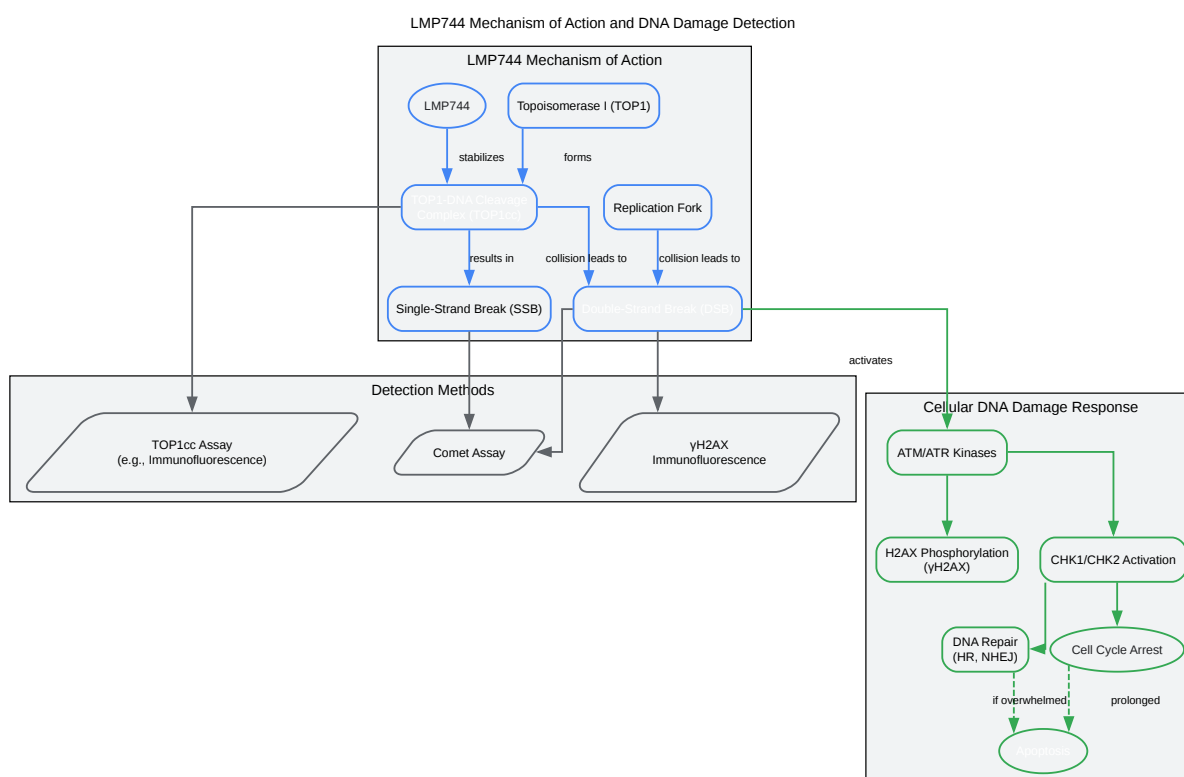 LMP744 Mechanism of Action and DNA Damage Detection
LMP744 Mechanism of Action
LMP744
Topoisomerase I (TOP1)
stabilizes
forms
TOP1-DNA Cleavage
Complex (TOP1cc)
Replication Fork
results in
collision leads to
collision leads to
Single-Strand Break (SSB)
Double-Strand Break (DSB)
activates
Detection Methods
TOP1cc Assay
(e.g., Immunofluorescence)
Comet Assay
γH2AX
Immunofluorescence
Cellular DNA Damage Response
ATM/ATR Kinases
H2AX Phosphorylation
(γH2AX)
CHK1/CHK2 Activation
DNA Repair
(HR, NHEJ)
Cell Cycle Arrest
if overwhelmed
prolonged
Apoptosis